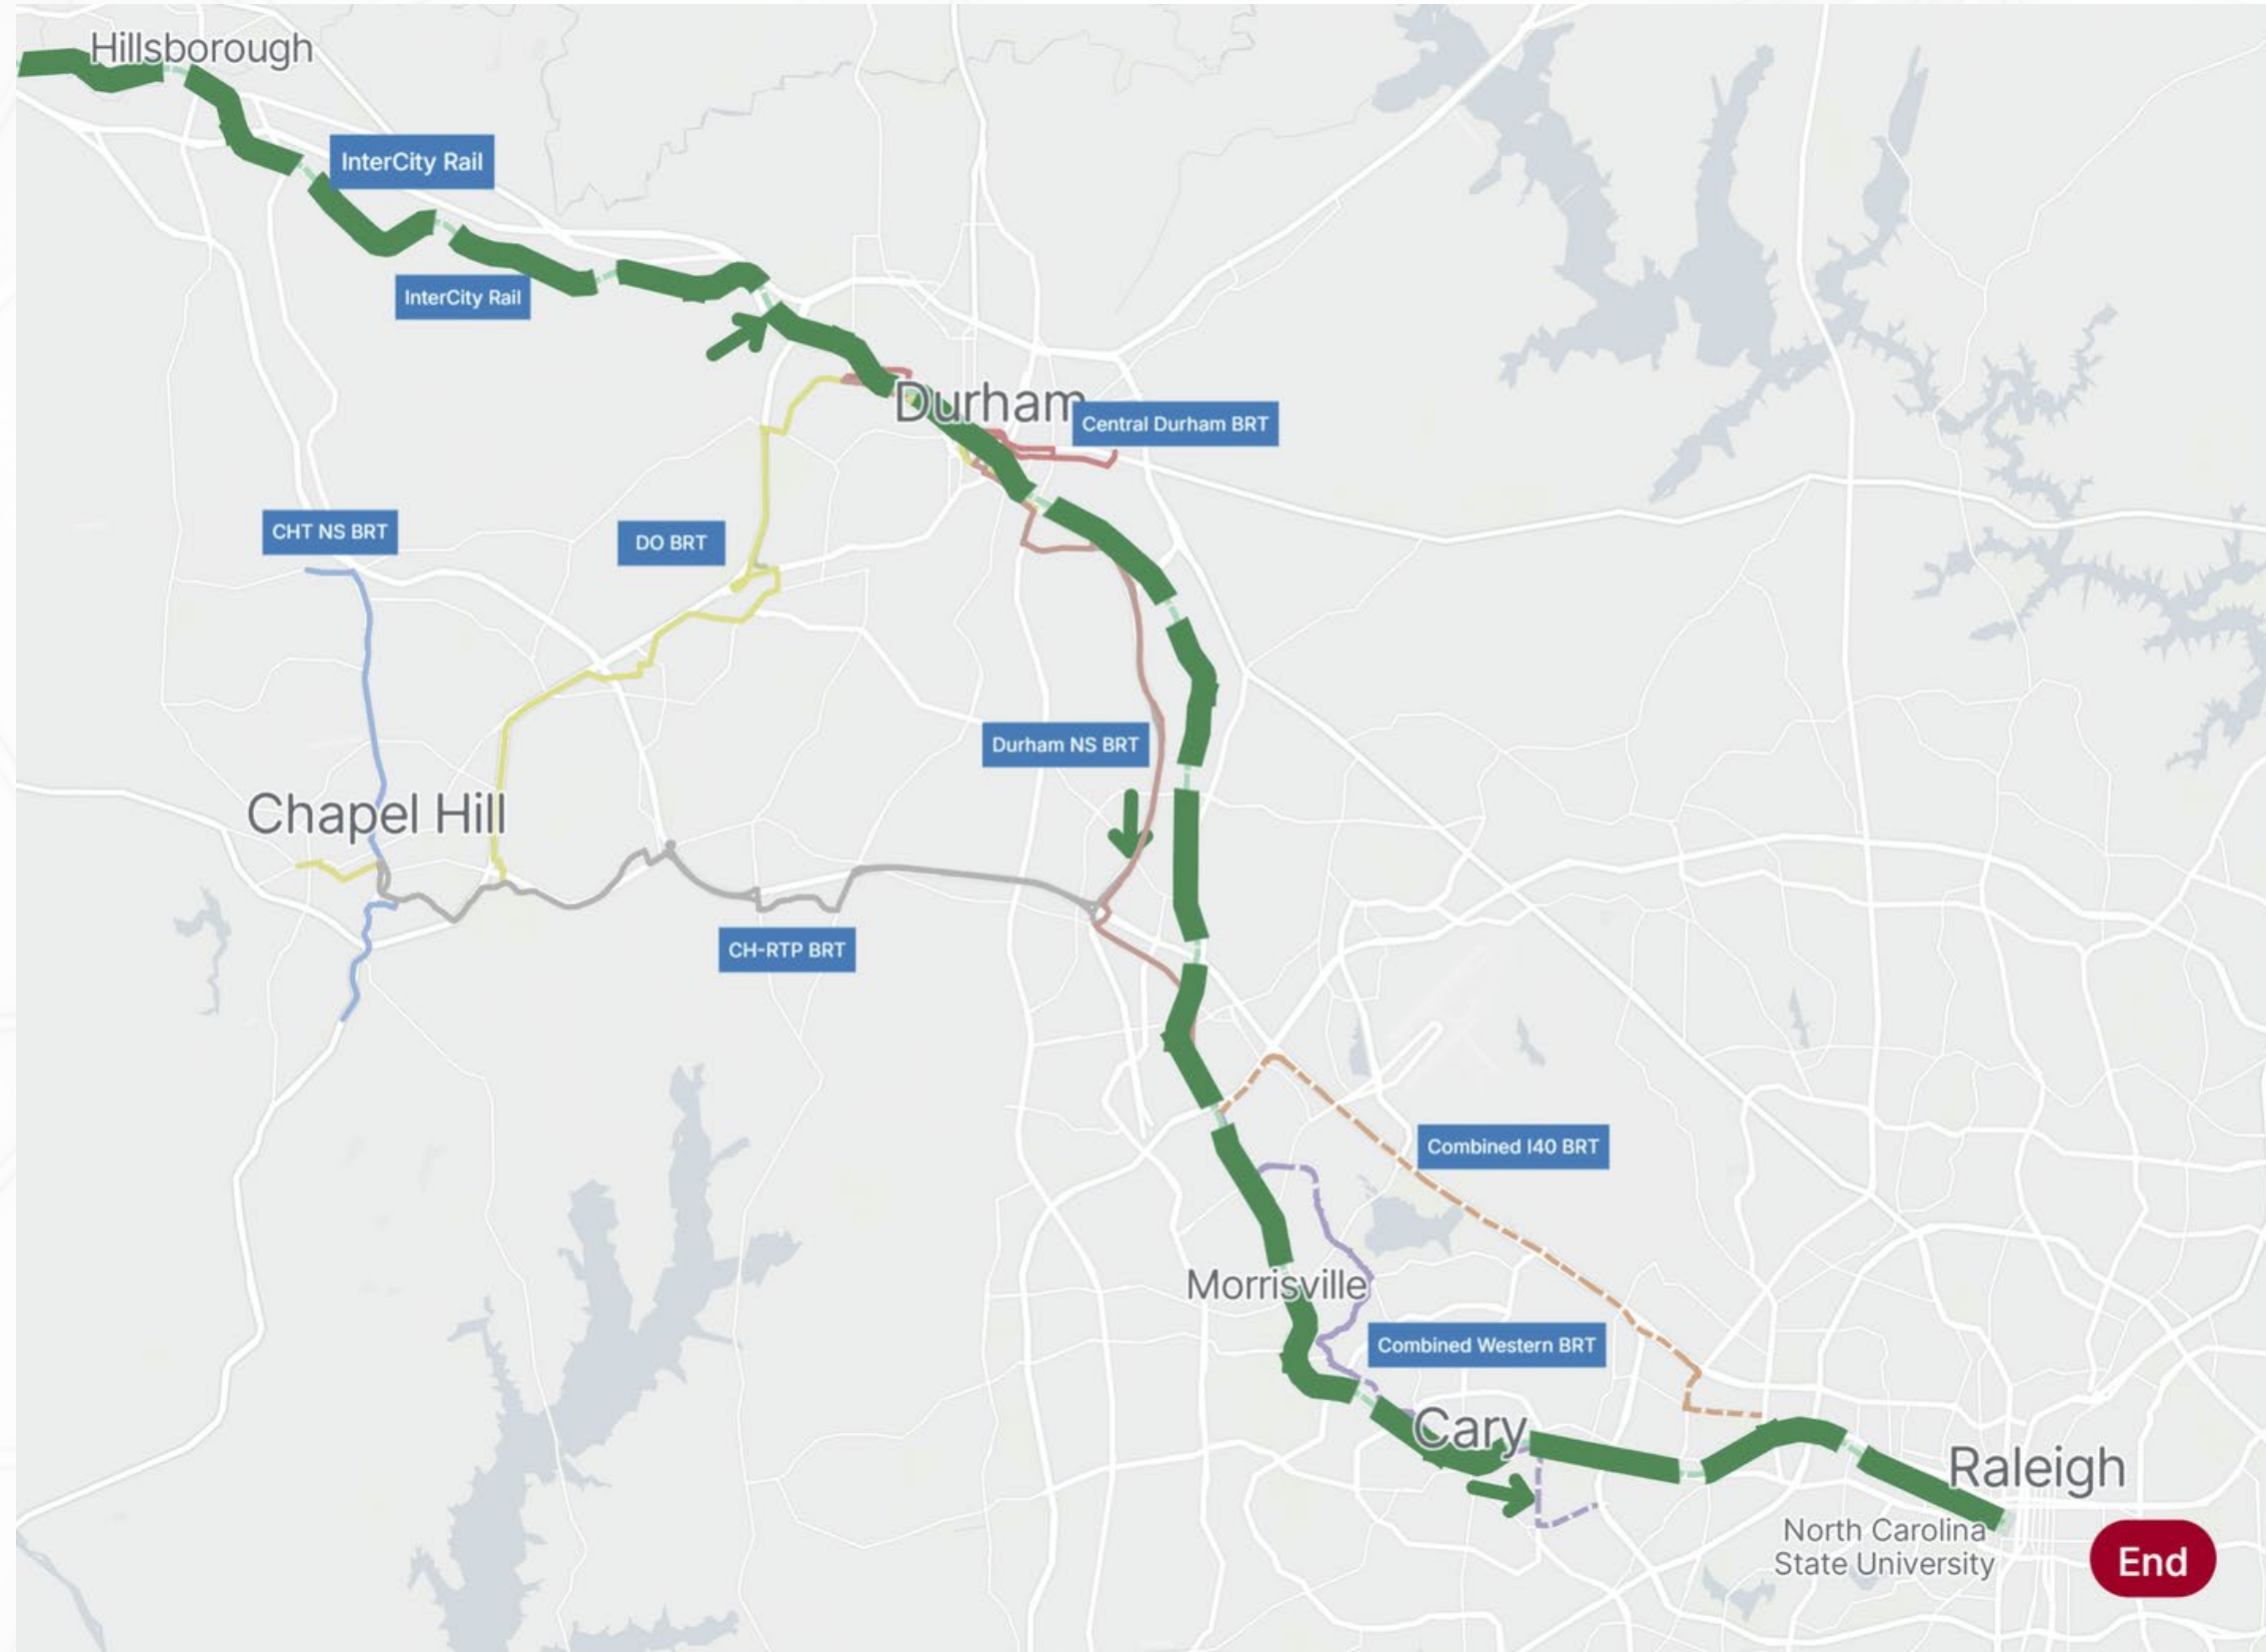 Hillsborough
InterCity Rail
InterCity Rail
Durham
Central Durham BRT
CHT NS BRT
DO BRT
Durham NS BRT
Chapel Hill
CH-RTP BRT
Combined I40 BRT
Morrisville
Combined Western BRT
Cary
Raleigh
North Carolina
State University
End